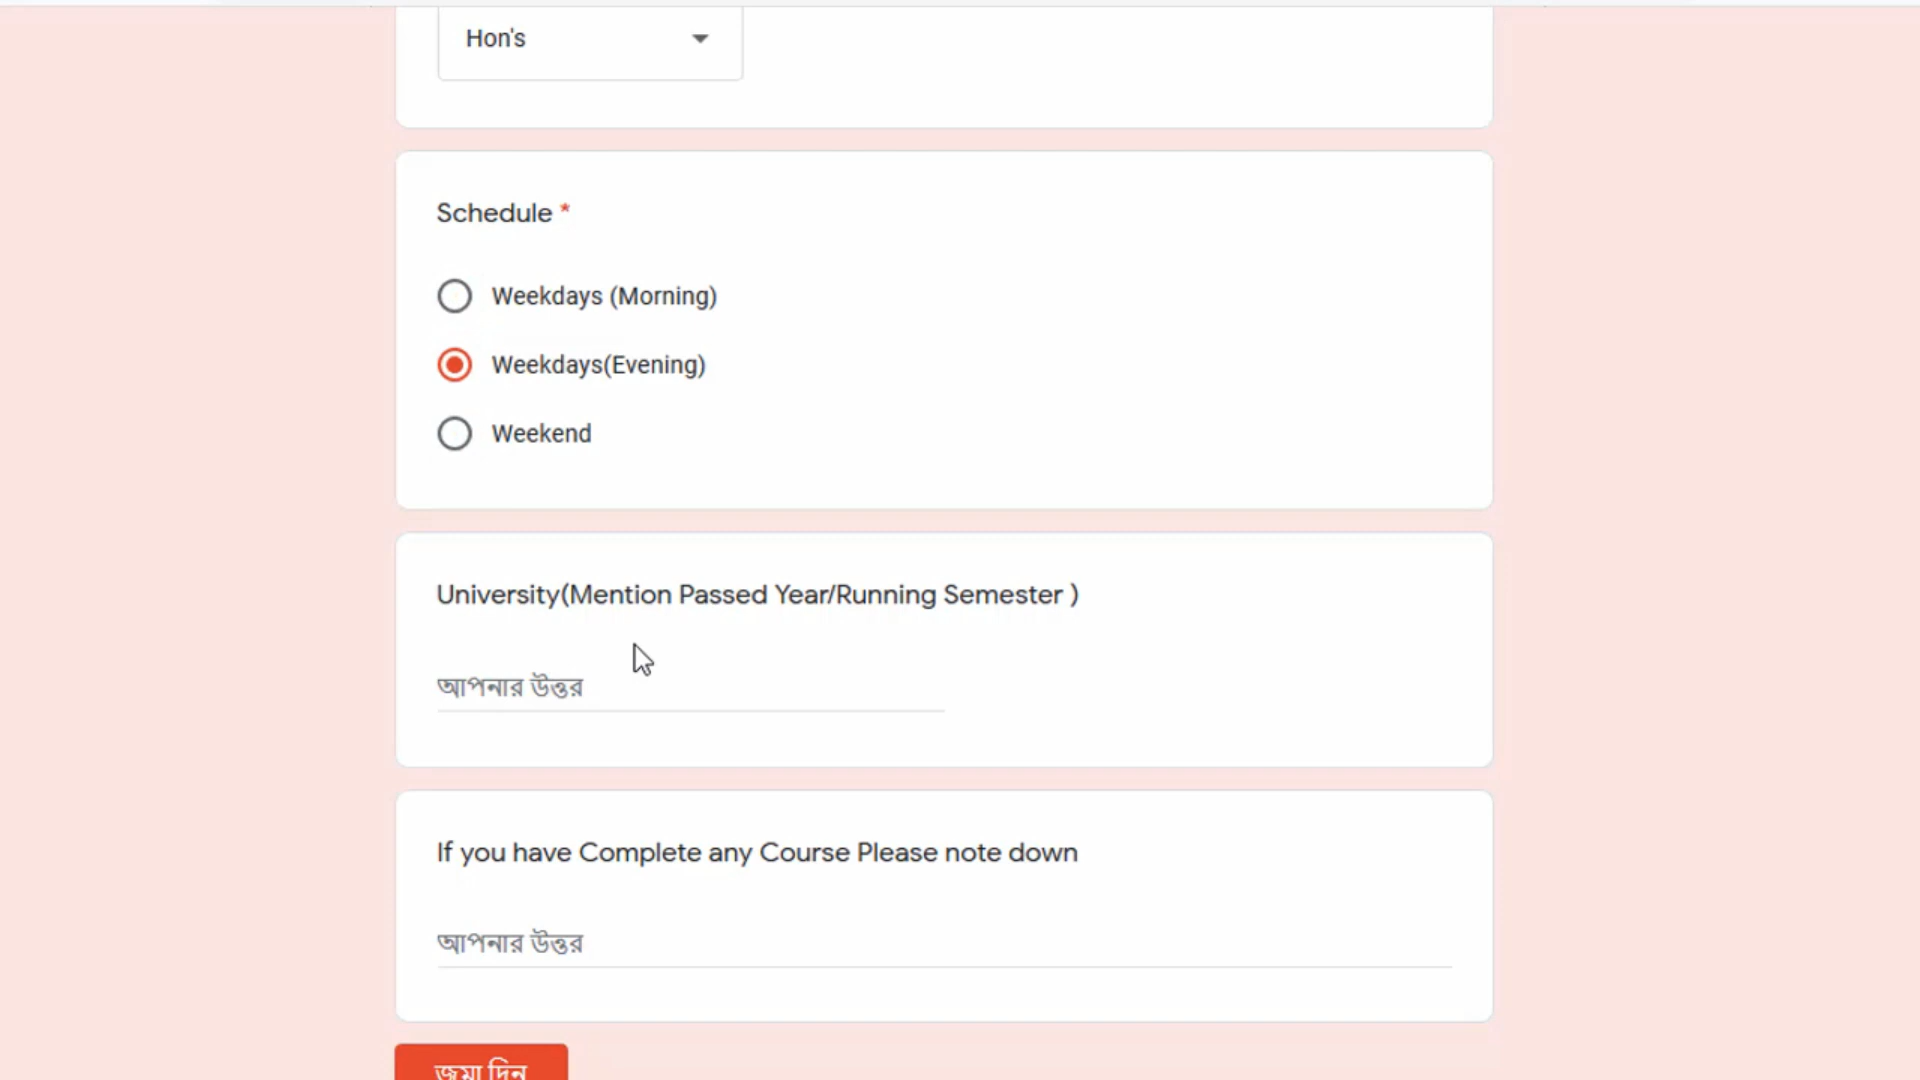 Hon's
Schedule *
Weekdays (Morning)
Weekdays(Evening)
Weekend
University(Mention Passed Year/Running Semester )
আপনার উত্তর
If you have Complete any Course Please note down
আপনার উত্তর
জমা দিন